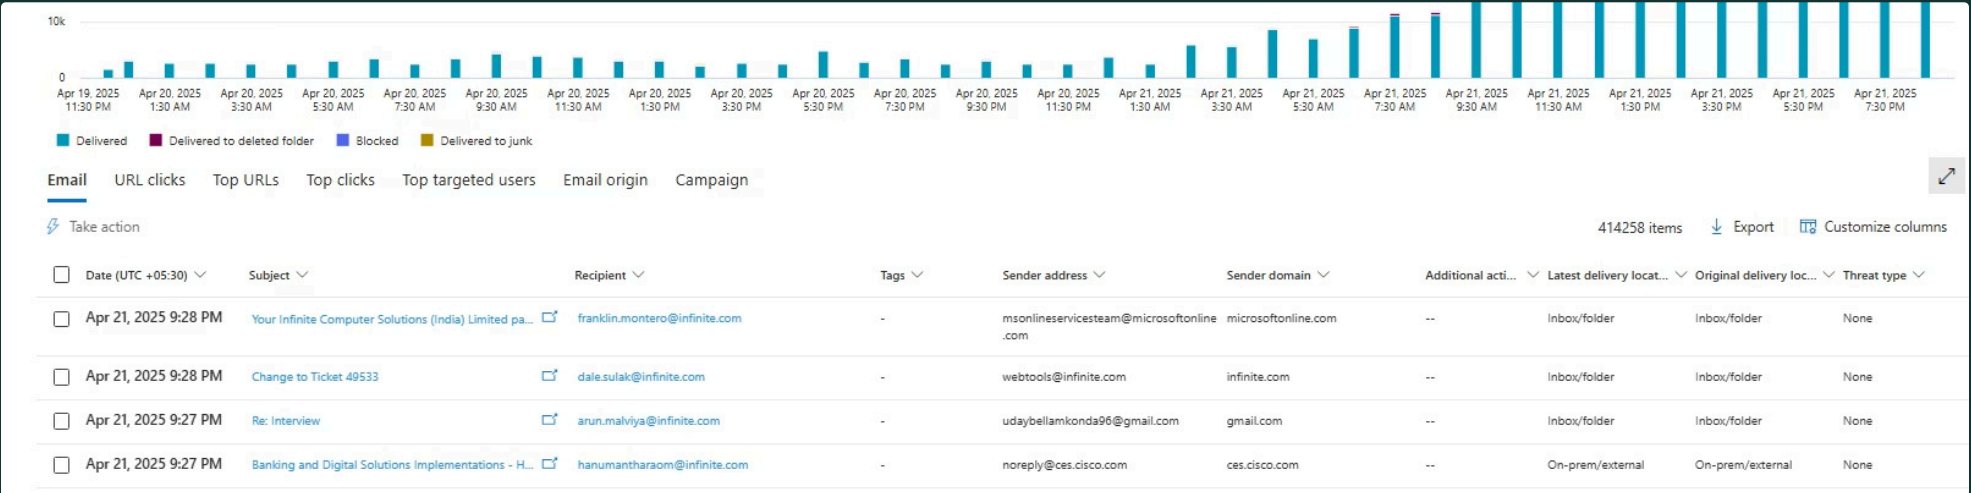 10k
0
Apr 19, 2025 Apr 20, 2025 Apr 20, 2025 Apr 20, 2025 Apr 20, 2025 Apr 20, 2025 Apr 20, 2025 Apr 20, 2025 Apr 20, 2025 Apr 20, 2025 Apr 20, 2025 Apr 20, 2025 Apr 20, 2025 Apr 21, 2025 Apr 21, 2025 Apr 21, 2025 Apr 21, 2025 Apr 21, 2025 Apr 21, 2025 Apr 21, 2025 Apr 21, 2025 Apr 21, 2025 Apr 21, 2025
11:30 PM 1:30 AM 3:30 AM 5:30 AM 7:30 AM 9:30 AM 11:30 AM 1:30 PM 3:30 PM 5:30 PM 7:30 PM 9:30 PM 11:30 PM 1:30 AM 3:30 AM 5:30 AM 7:30 AM 9:30 AM 11:30 AM 1:30 PM 3:30 PM 5:30 PM 7:30 PM
Delivered Delivered to deleted folder Blocked Delivered to junk
Email URL clicks Top URLs Top clicks Top targeted users Email origin Campaign
Take action 414258 items Export Customize columns
Date (UTC +05:30) Subject Recipient Tags Sender address Sender domain Additional acti... Latest delivery locat... Original delivery loc... Threat type
Apr 21, 2025 9:28 PM Your Infinite Computer Solutions (India) Limited pa... franklin.montero@infinite.com - msonlineservicesteam@microsoftonline microsoftonline.com -- Inbox/folder Inbox/folder None
.com
Apr 21, 2025 9:28 PM Change to Ticket 49533 dale.sulak@infinite.com - webtools@infinite.com infinite.com -- Inbox/folder Inbox/folder None
Apr 21, 2025 9:27 PM Re: Interview arun.malviya@infinite.com - udaybellamkonda96@gmail.com gmail.com -- Inbox/folder Inbox/folder None
Apr 21, 2025 9:27 PM Banking and Digital Solutions Implementations - H... hanumantharaom@infinite.com - noreply@ces.cisco.com ces.cisco.com -- On-prem/external On-prem/external None